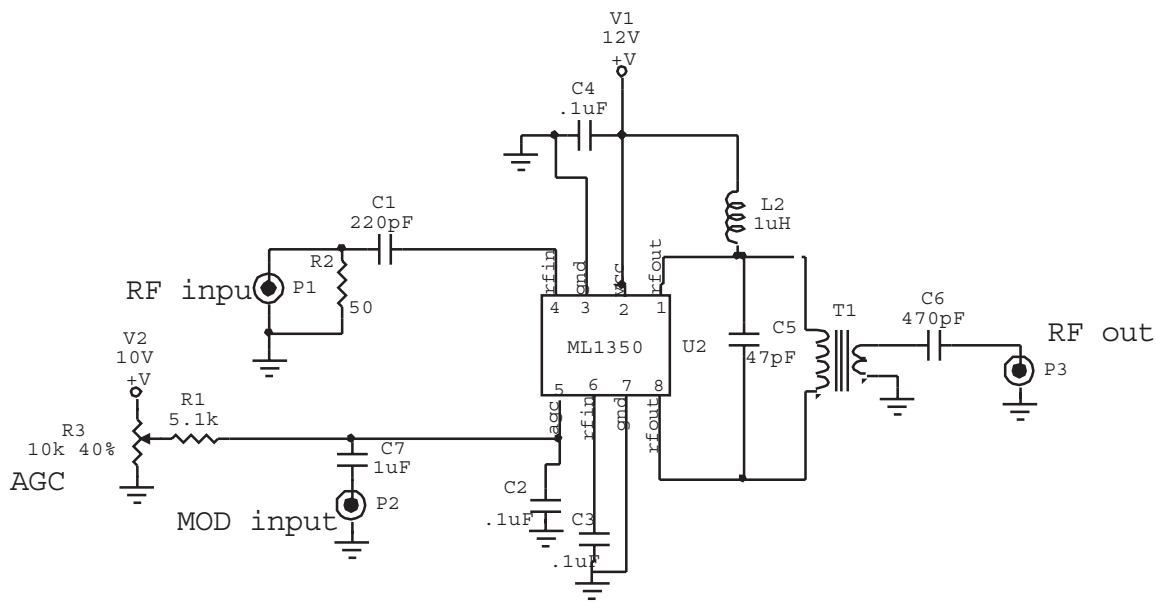 V1
12V
+V
C4
.1uF
C1
220pF
L2
1uH
R2
rfin
gnd
vcc
rfout
RF inpu
P1
50
4
3
2
1
ML1350
U2
C5
47pF
T1
C6
470pF
RF out
P3
V2
10V
+V
R1
5.1k
5
6
7
8
agc
rfin
gnd
rfout
R3
10k 40%
AGC
C7
1uF
MOD input
P2
C2
.1uF
C3
.1uF